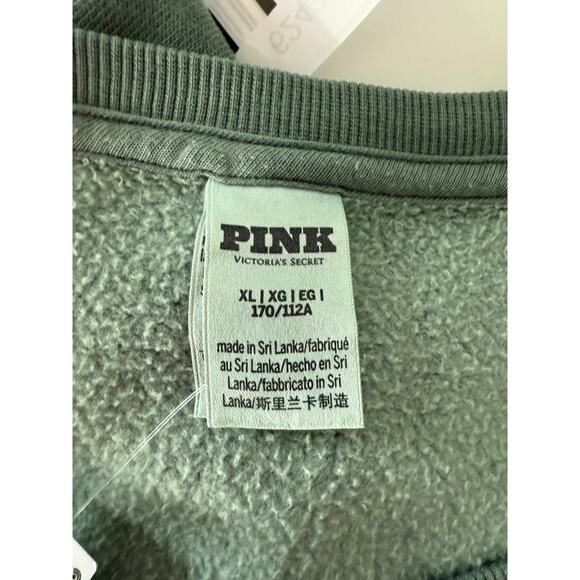 PINK
VICTORIA'S SECRET
XL | XG | EG |
170/112A
made in Sri Lanka/fabriqué
au Sri Lanka/hecho en Sri
Lanka/fabbricato in Sri
Lanka/斯里兰卡制造